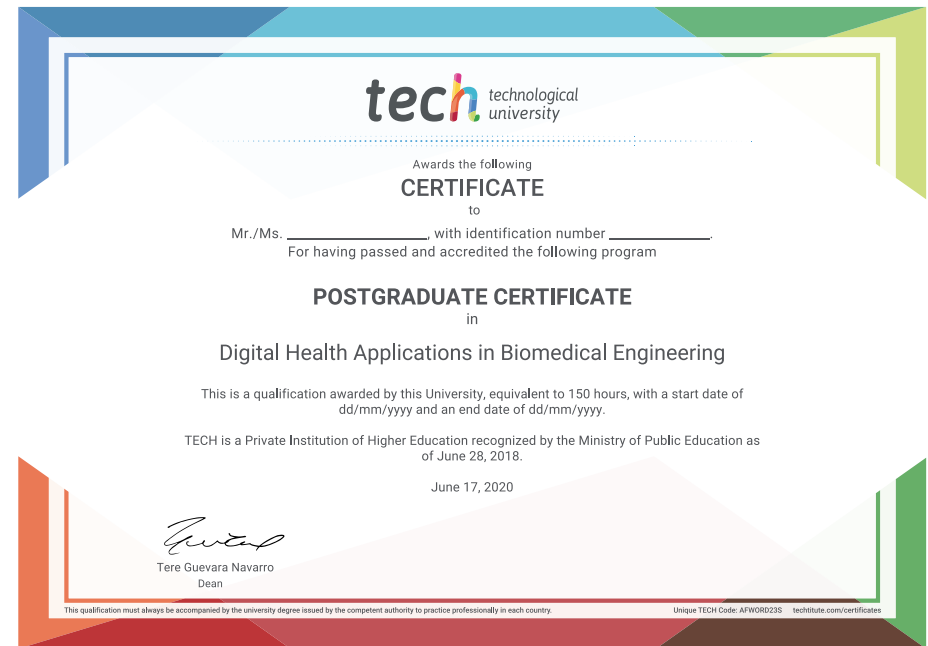 tech technological
university
Awards the following
CERTIFICATE
to
Mr./Ms. ____________________, with identification number ______________.
For having passed and accredited the following program
POSTGRADUATE CERTIFICATE
in
Digital Health Applications in Biomedical Engineering
This is a qualification awarded by this University, equivalent to 150 hours, with a start date of
dd/mm/yyyy and an end date of dd/mm/yyyy.
TECH is a Private Institution of Higher Education recognized by the Ministry of Public Education as
of June 28, 2018.
June 17, 2020
Tere Guevara Navarro
Dean
This qualification must always be accompanied by the university degree issued by the competent authority to practice professionally in each country.
Unique TECH Code: AFWORD23S techtitute.com/certificates